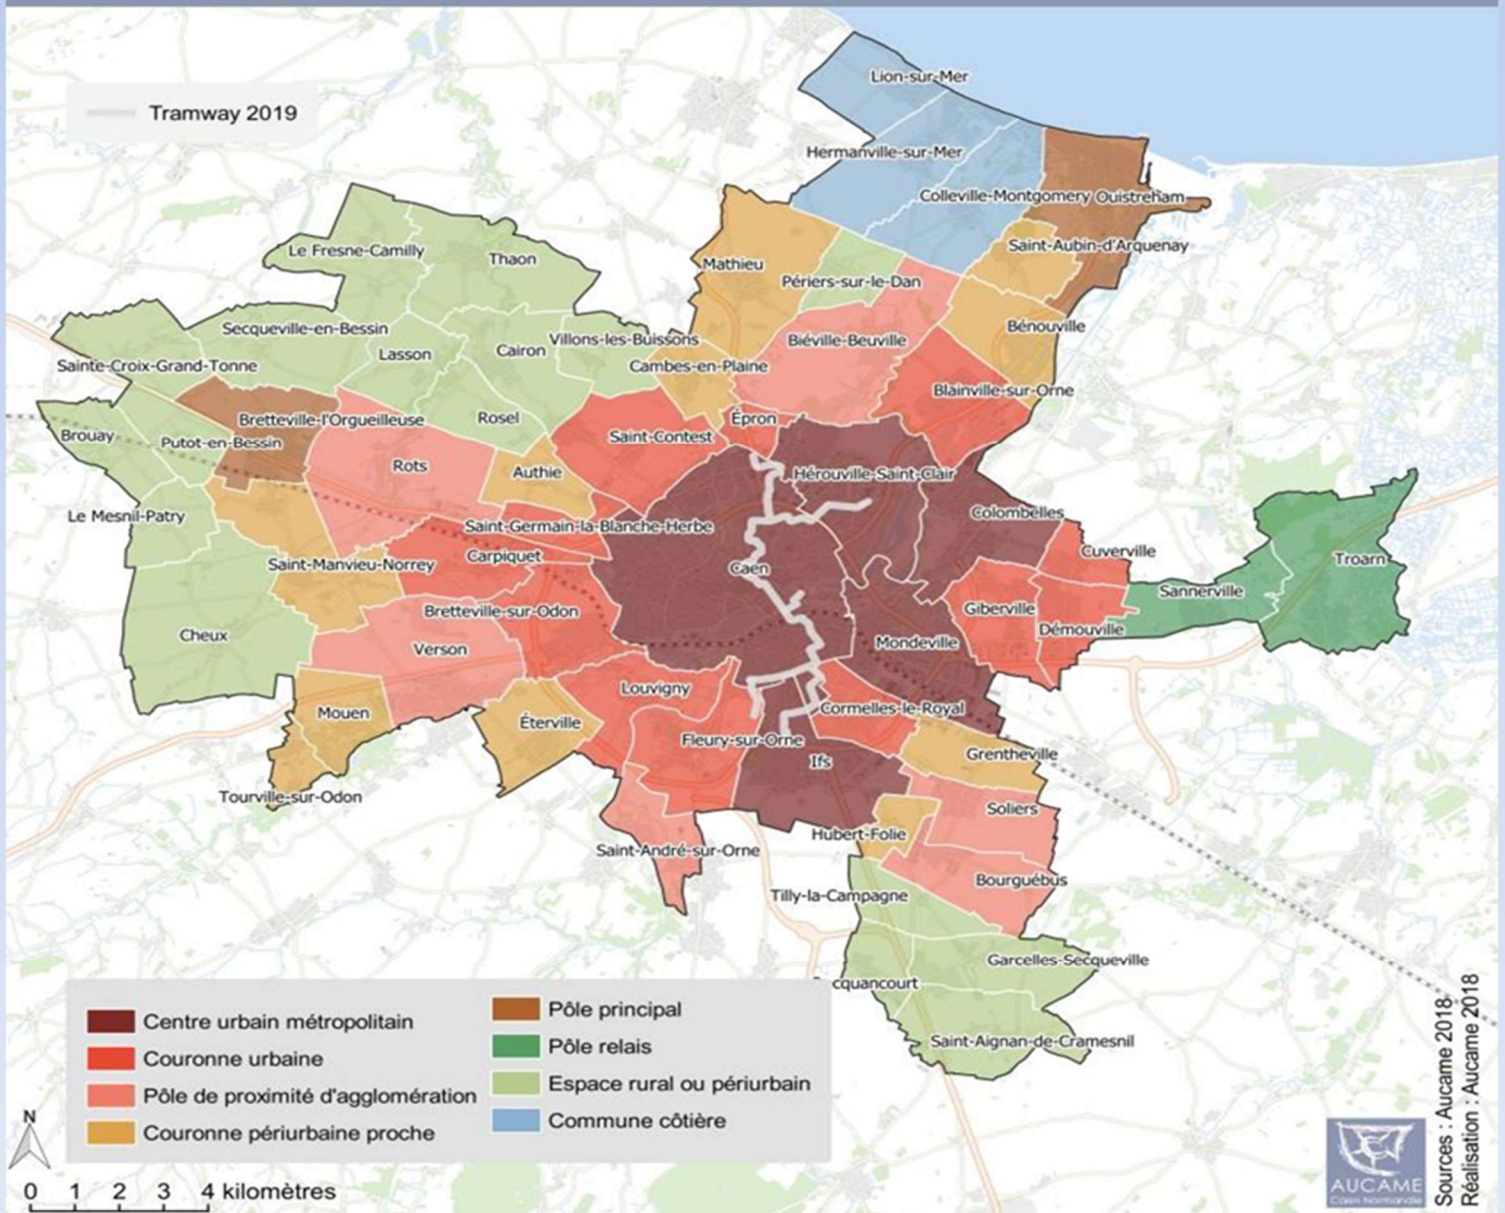 Lion-sur-Mer
Tramway 2019
Hermanville-sur-Mer
Colleville-Montgomery
Ouistreham
Saint-Aubin-d'Arquenay
Le Fresne-Camilly
Thaon
Mathieu
Périers-sur-le-Dan
Secqueville-en-Bessin
Villons-les-Buissons
Bénouville
Biéville-Beuville
Lasson
Cairon
Sainte-Croix-Grand-Tonne
Cambes-en-Plaine
Blainville-sur-Orne
Bretteville-l'Orgueilleuse
Rosel
Épron
Brouay
Putot-en-Bessin
Saint-Contest
Rots
Authie
Hérouville-Saint-Clair
Le Mesnil-Patry
Saint-Germain-la-Blanche-Herbe
Colombelles
Saint-Manvieu-Norrey
Carpiquet
Caen
Cuverville
Troarn
Sannerville
Bretteville-sur-Odon
Giberville
Démouville
Cheux
Verson
Mondeville
Louvigny
Mouen
Éterville
Cormelles-le-Royal
Fleury-sur-Orne
Ifs
Grentheville
Tourville-sur-Odon
Soliers
Hubert-Folie
Saint-André-sur-Orne
Bourguébus
Tilly-la-Campagne
Garcelles-Secqueville
cquancourt
Saint-Aignan-de-Cramesnil
Centre urbain métropolitain
Couronne urbaine
Pôle de proximité d'agglomération
Couronne périurbaine proche
Pôle principal
Pôle relais
Espace rural ou périurbain
Commune côtière
N
0 1 2 3 4 kilomètres
AUCAME
Caen Normandie
Sources : Aucame 2018
Réalisation : Aucame 2018